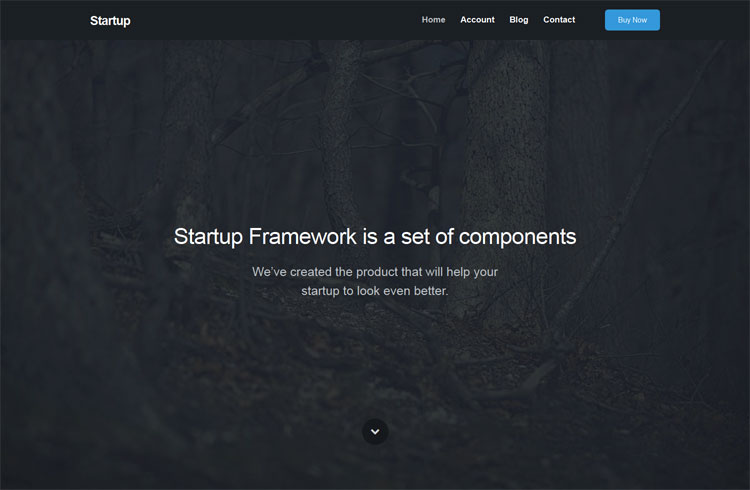 Startup Home Account Blog Contact Buy Now
Startup Framework is a set of components
We've created the product that will help your
startup to look even better.